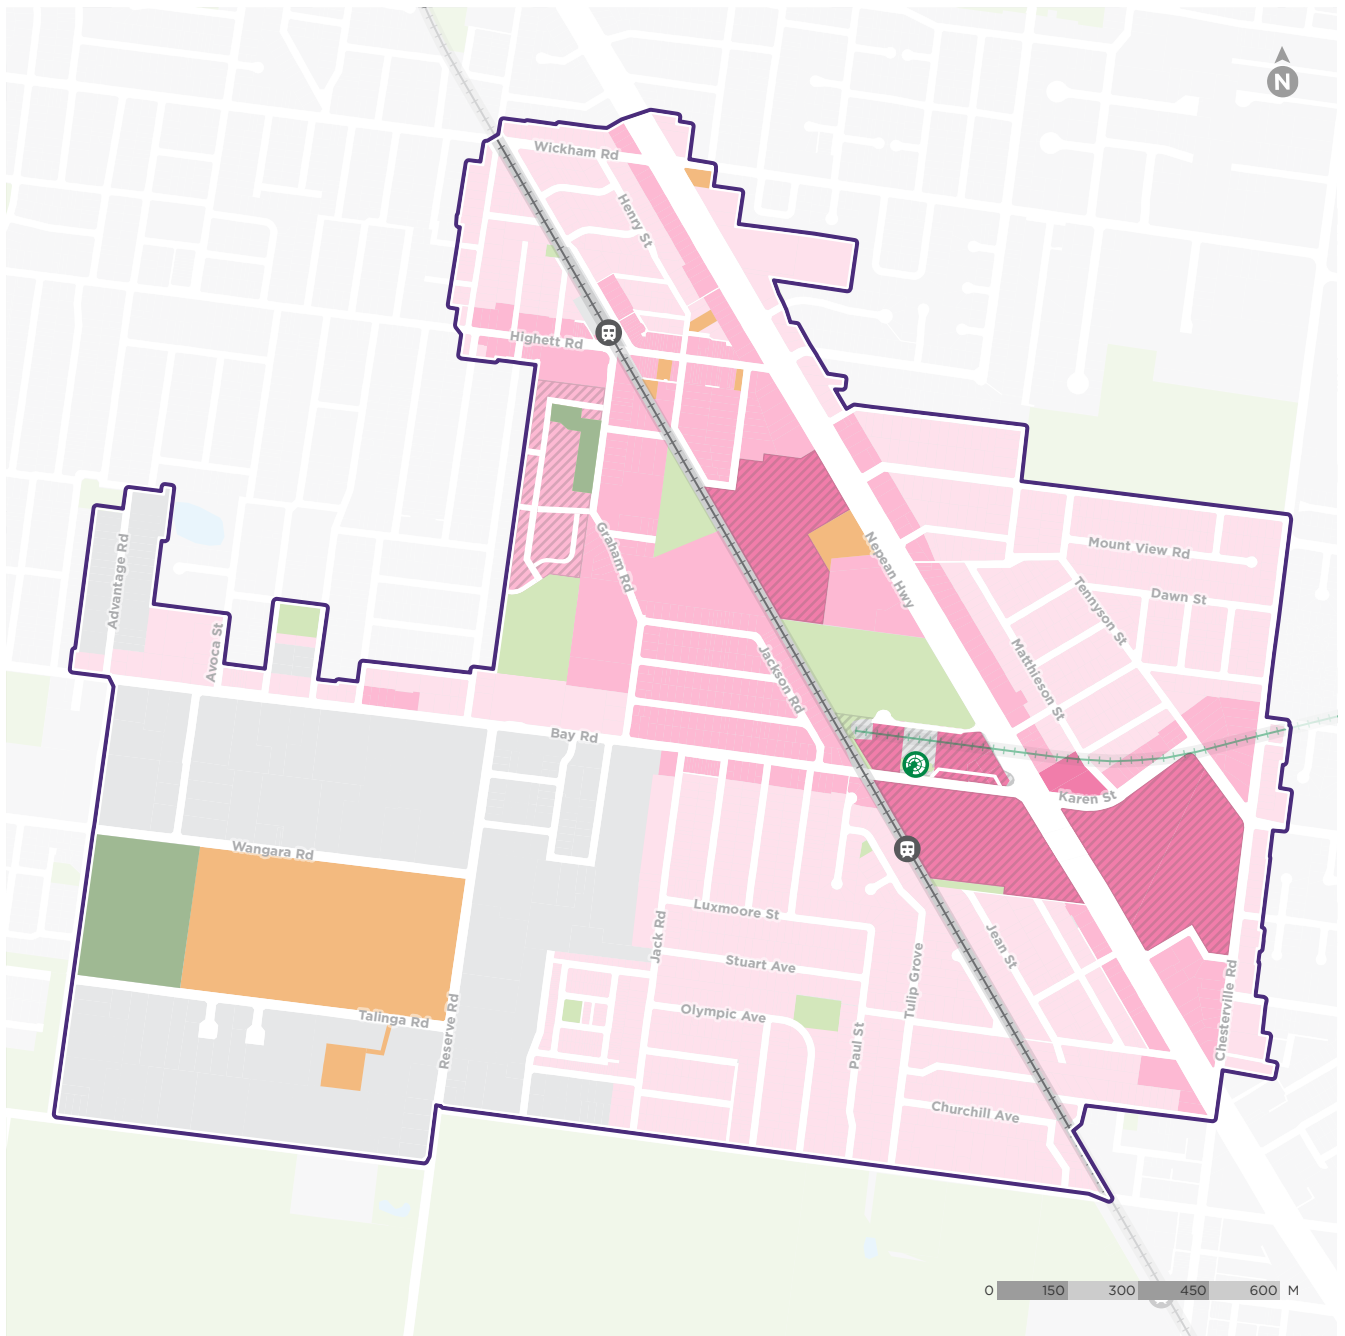 N
Wickham Rd
Henry St
Highett Rd
Nepean Hwy
Mount View Rd
Dawn St
Tennyson St
Matthieson St
Graham Rd
Advantage Rd
Avoca St
Jackson Rd
Bay Rd
Karen St
Wangara Rd
Luxmoore St
Jack Rd
Stuart Ave
Jean St
Tulip Grove
Chesterville Rd
Olympic Ave
Talinga Rd
Reserve Rd
Paul St
Churchill Ave
0 150 300 450 600 M